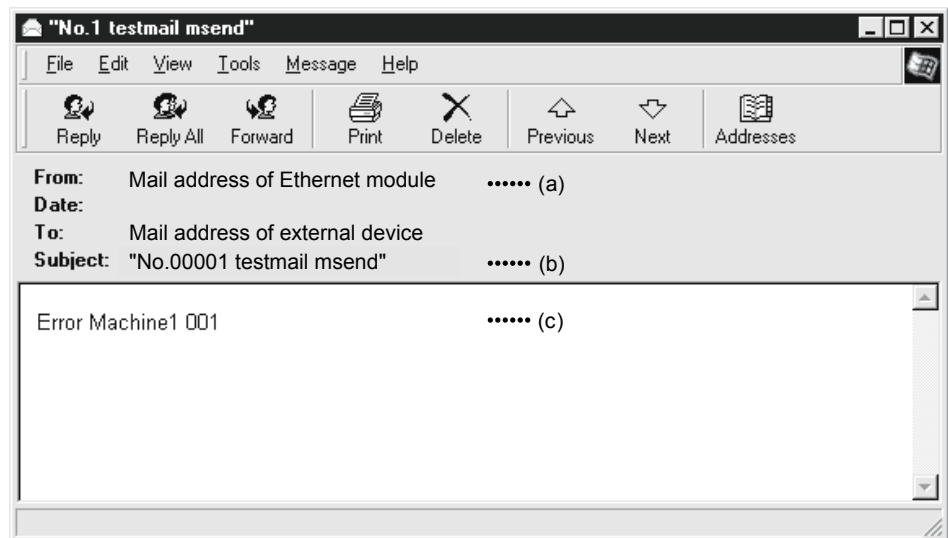 "No.1 testmail msend"
File Edit View Tools Message Help
Reply Reply All Forward Print Delete Previous Next Addresses
From: Mail address of Ethernet module •••••• (a)
Date:
To: Mail address of external device
Subject: "No.00001 testmail msend" •••••• (b)
Error Machine1 001 •••••• (c)